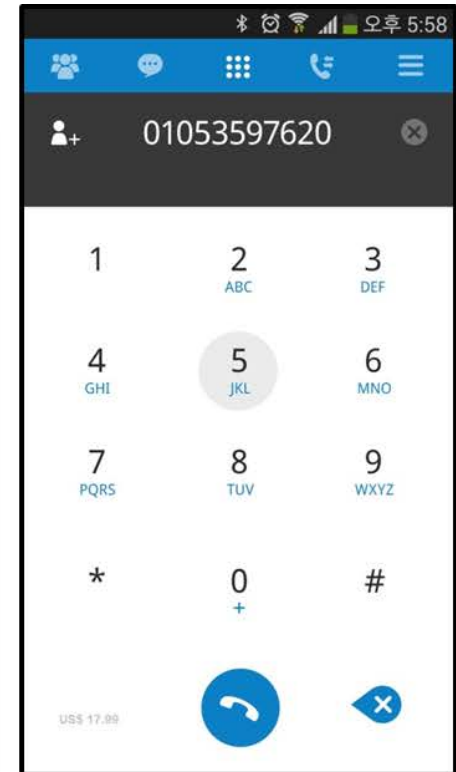 오후 5:58
01053597620
1 2 3
ABC DEF
4 5 6
GHI JKL MNO
7 8 9
PQRS TUV WXYZ
* 0 #
+
US$ 17.99